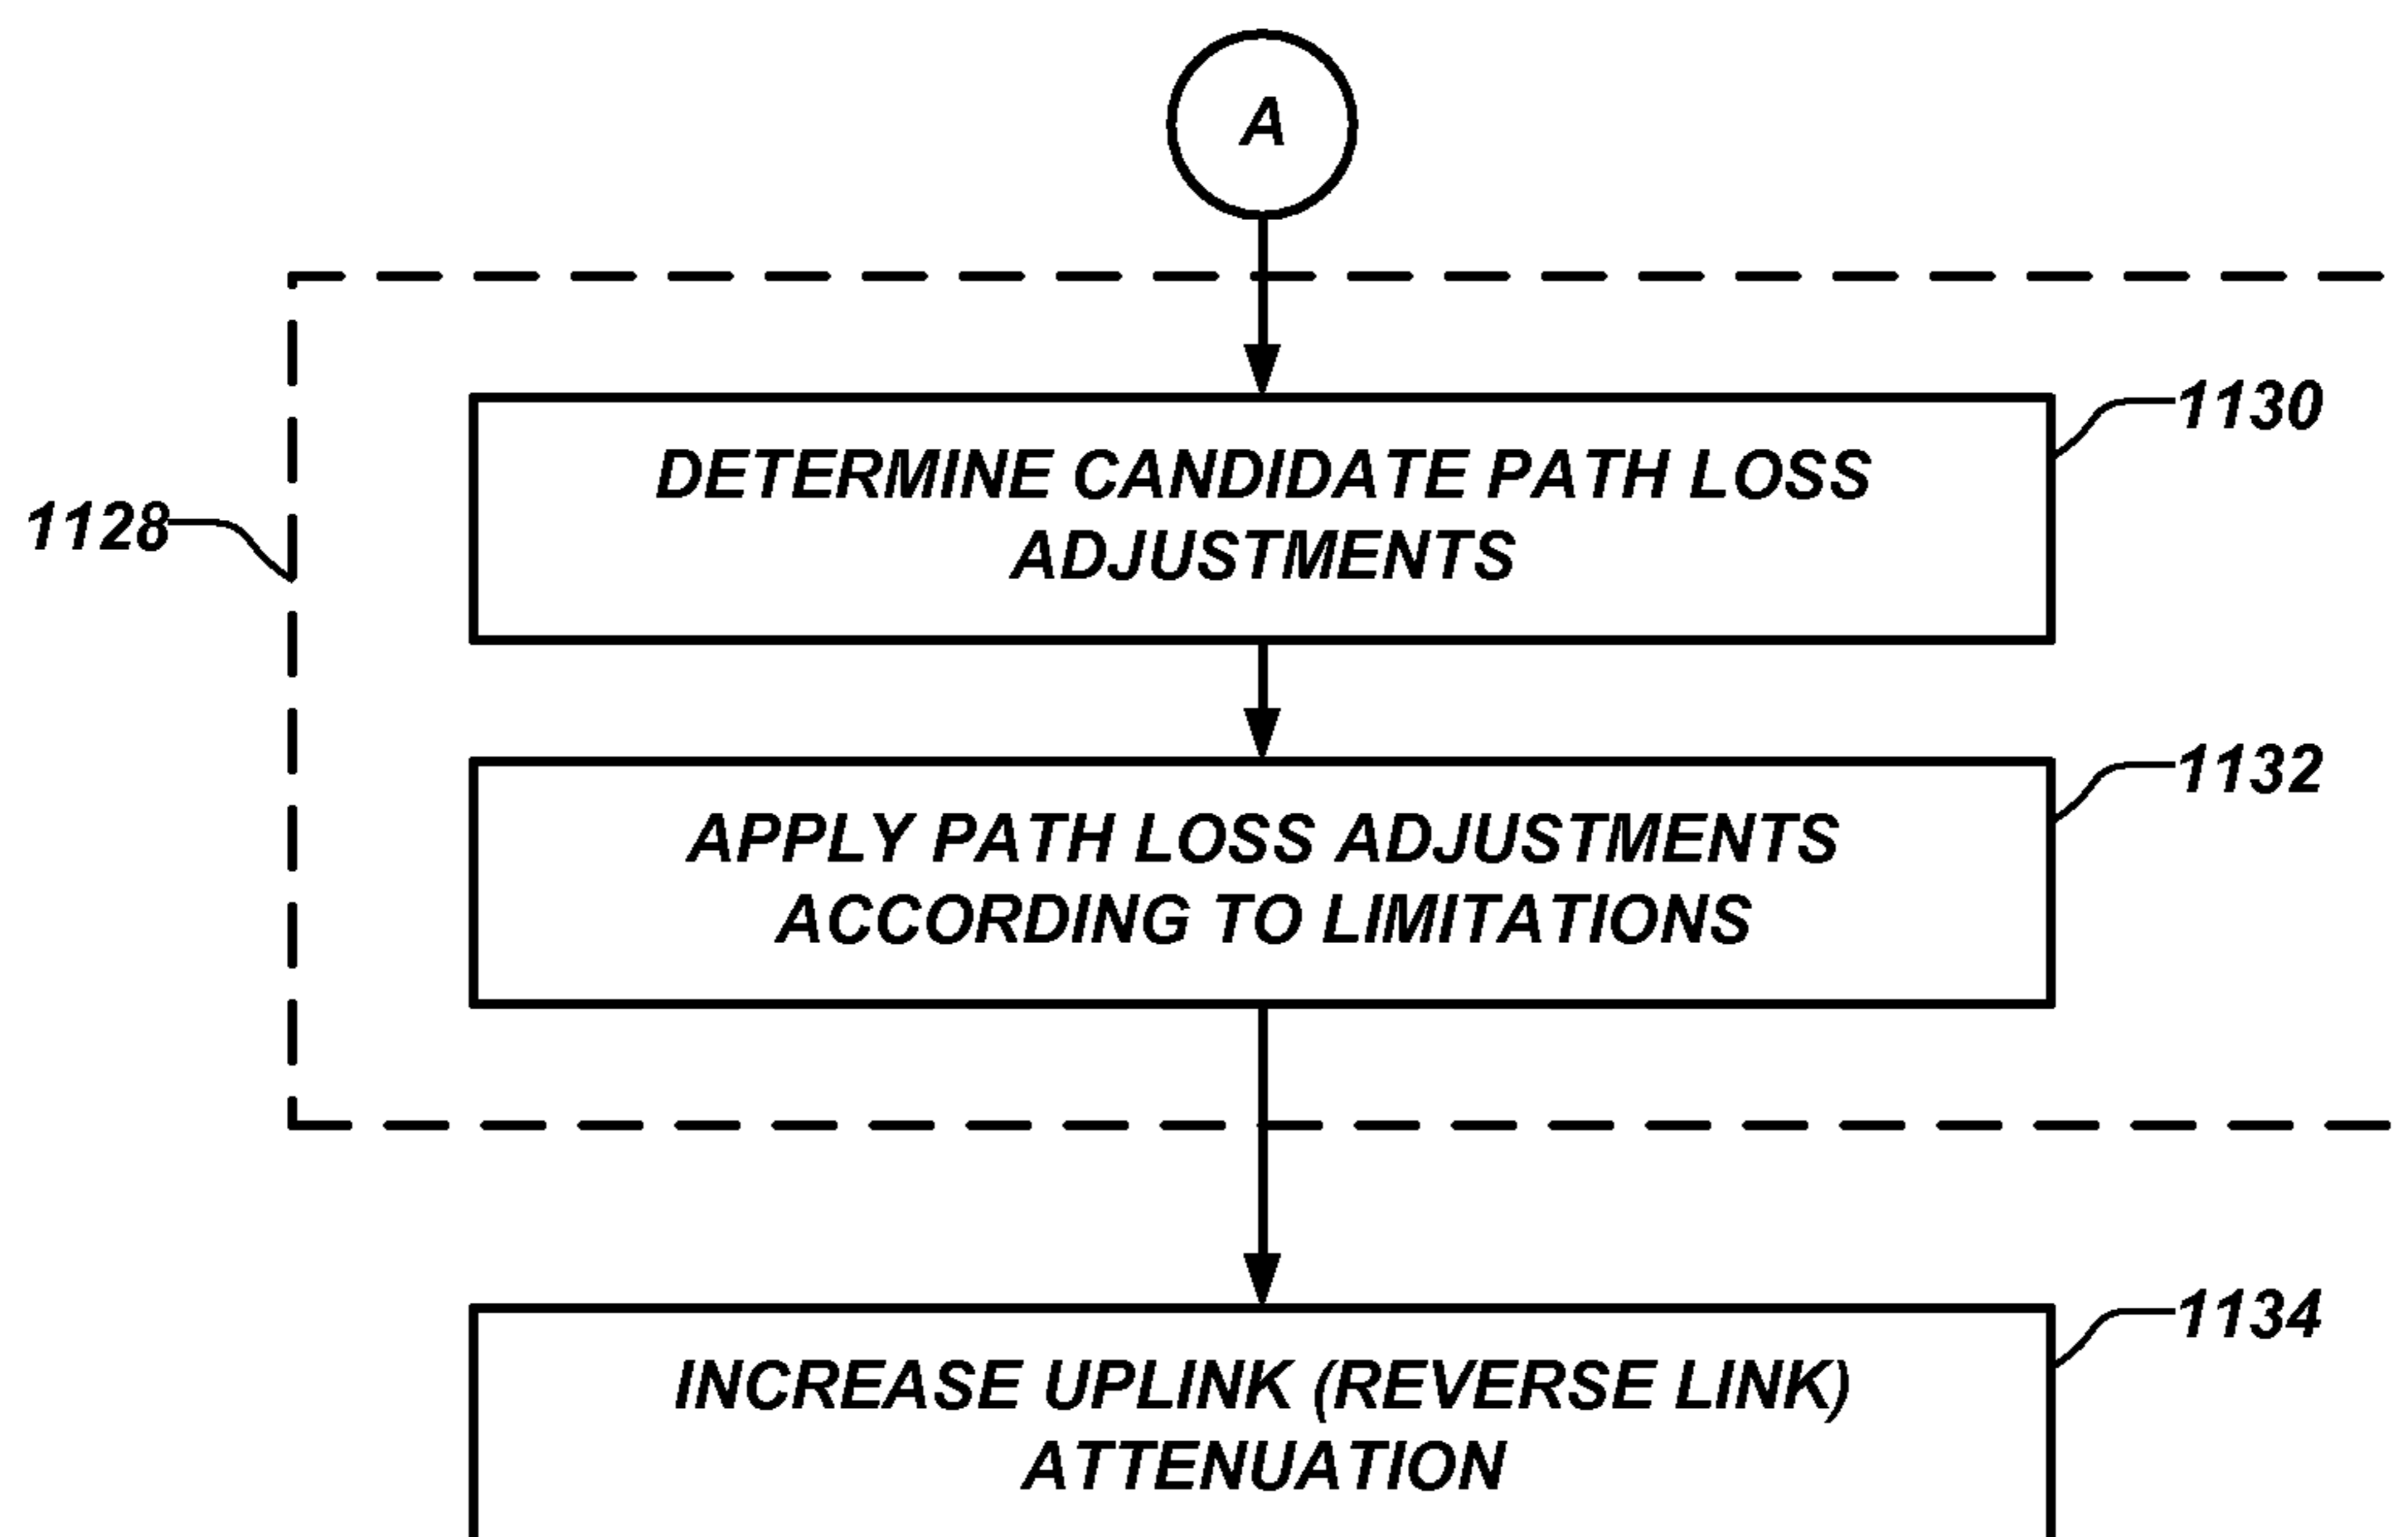 A
1130
DETERMINE CANDIDATE PATH LOSS
ADJUSTMENTS
1128
1132
APPLY PATH LOSS ADJUSTMENTS
ACCORDING TO LIMITATIONS
1134
INCREASE UPLINK (REVERSE LINK)
ATTENUATION